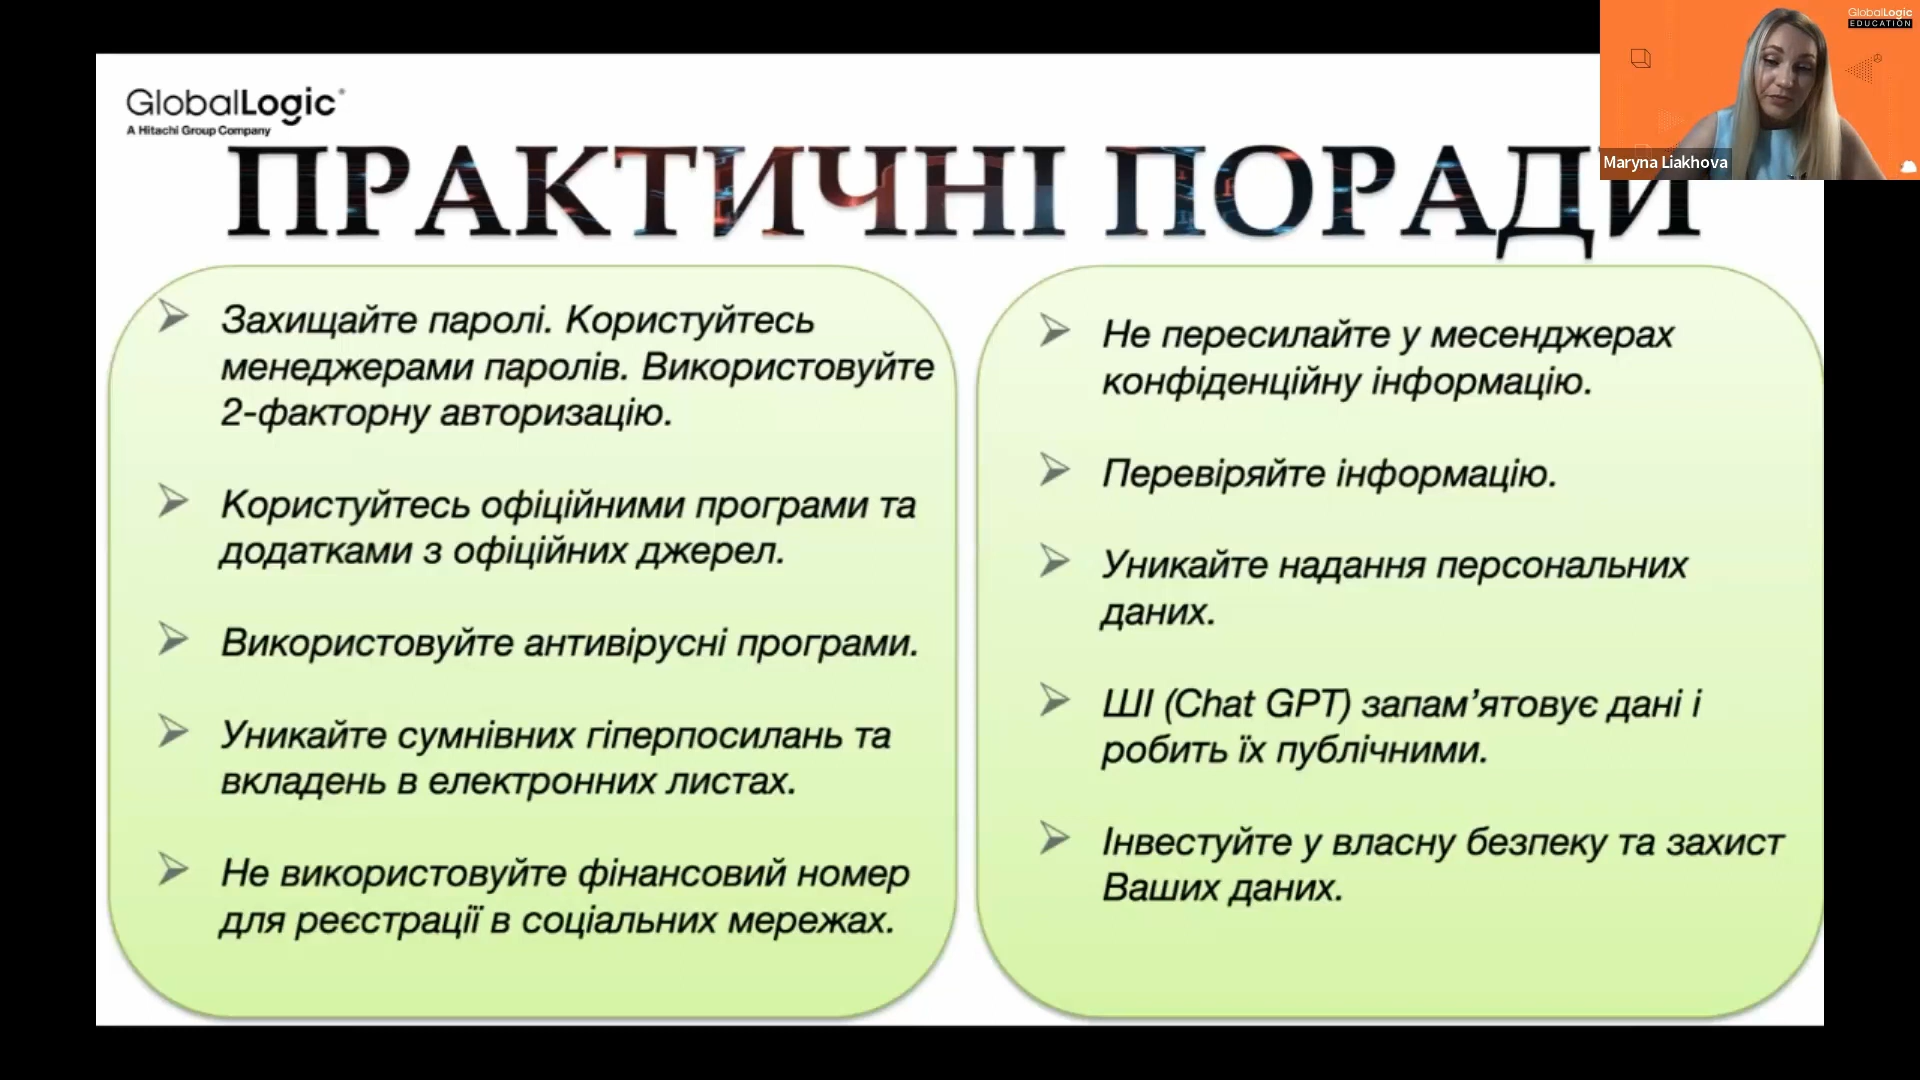 GlobalLogic
A Hitachi Group Company
ПРАКТИЧНІ ПОРАДИ
Захищайте паролі. Користуйтесь
менеджерами паролів. Використовуйте
2-факторну авторизацію.
Користуйтесь офіційними програми та
додатками з офіційних джерел.
Використовуйте антивірусні програми.
Уникайте сумнівних гіперпосилань та
вкладень в електронних листах.
Не використовуйте фінансовий номер
для реєстрації в соціальних мережах.
Не пересилайте у месенджерах
конфіденційну інформацію.
Перевіряйте інформацію.
Уникайте надання персональних
даних.
ШІ (Chat GPT) запам’ятовує дані і
робить їх публічними.
Інвестуйте у власну безпеку та захист
Ваших даних.
GlobalLogic
EDUCATION
Maryna Liakhova